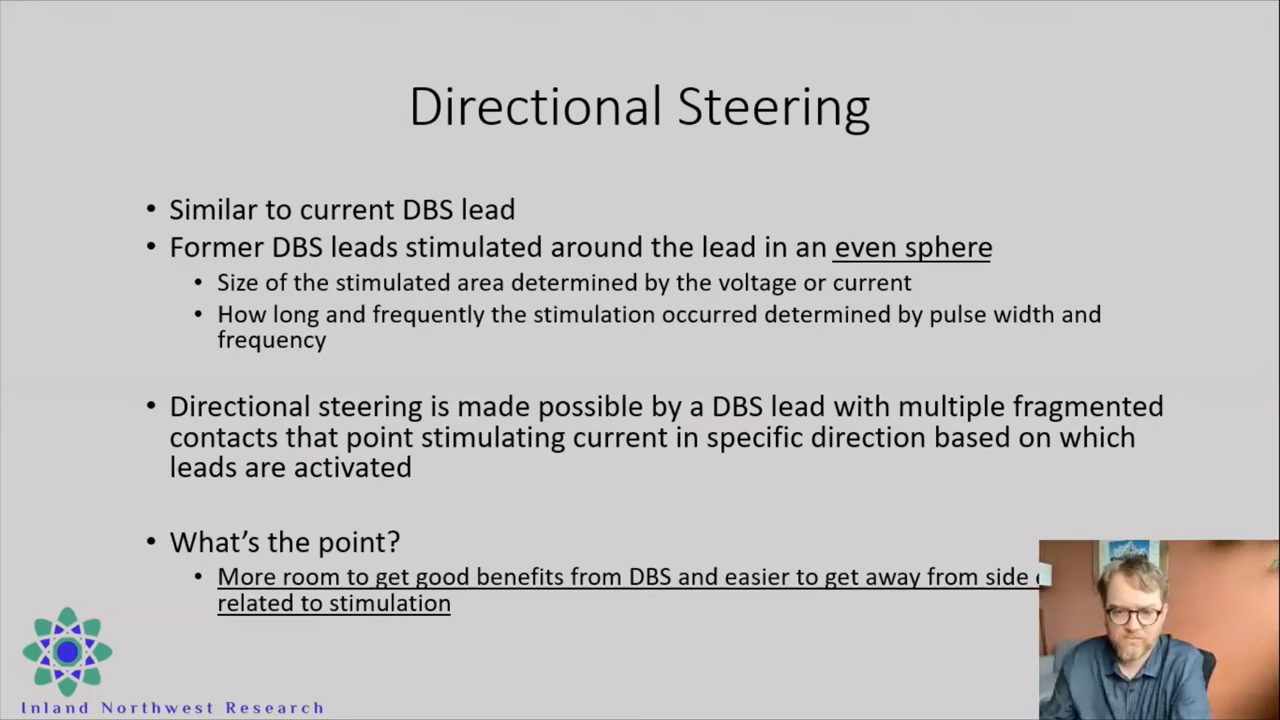 Directional Steering
• Similar to current DBS lead
• Former DBS leads stimulated around the lead in an even sphere
• Size of the stimulated area determined by the voltage or current
• How long and frequently the stimulation occurred determined by pulse width and
frequency
• Directional steering is made possible by a DBS lead with multiple fragmented
contacts that point stimulating current in specific direction based on which
leads are activated
• What's the point?
• More room to get good benefits from DBS and easier to get away from side
related to stimulation
Inland Northwest Research